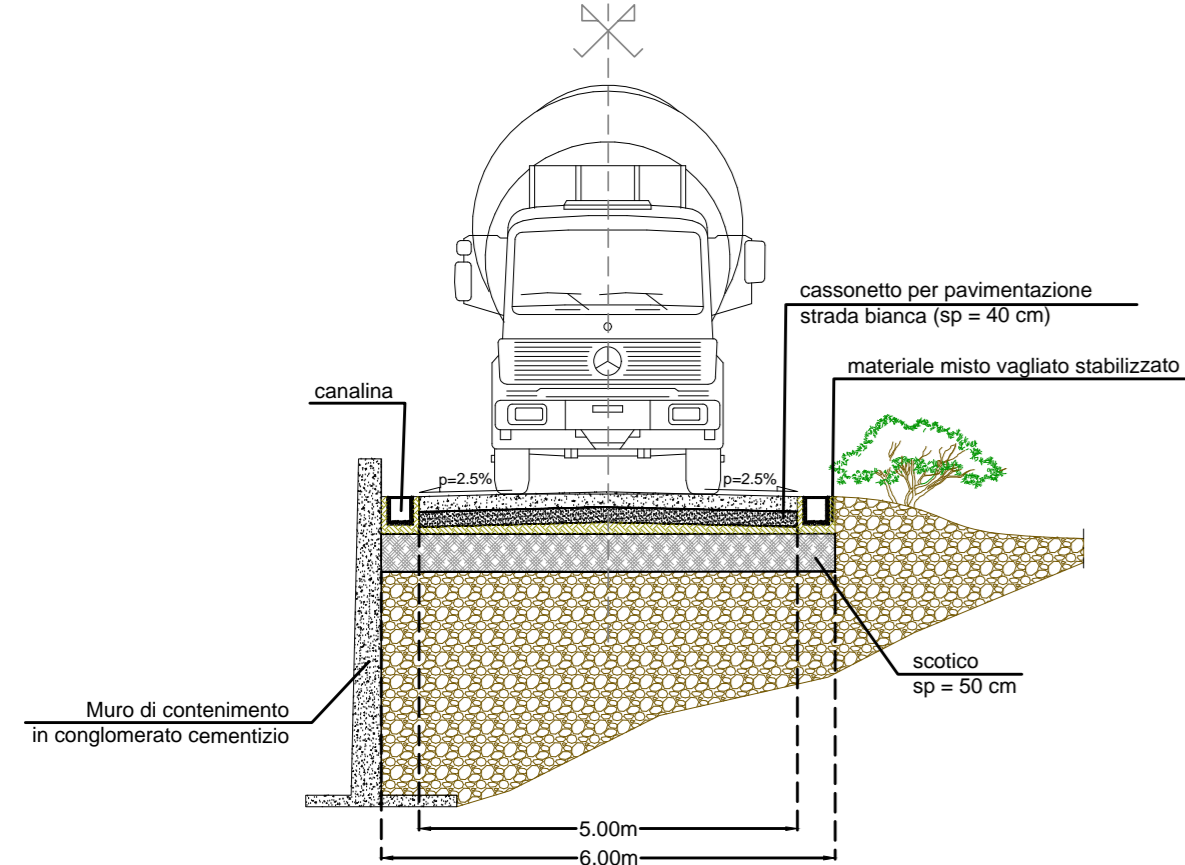 cassonetto per pavimentazione
strada bianca (sp = 40 cm)
materiale misto vagliato stabilizzato
canalina
p=2.5%
p=2.5%
scotico
sp = 50 cm
Muro di contenimento
in conglomerato cementizio
5.00m
6.00m